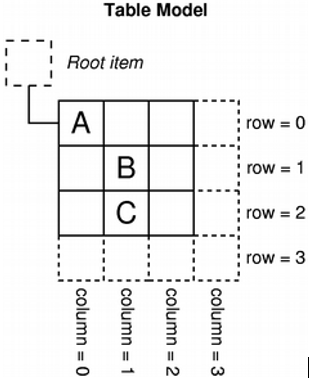 Table Model
Root item
A
row = 0
B
row = 1
C
row = 2
row = 3
column = 0
column = 1
column = 2
column = 3